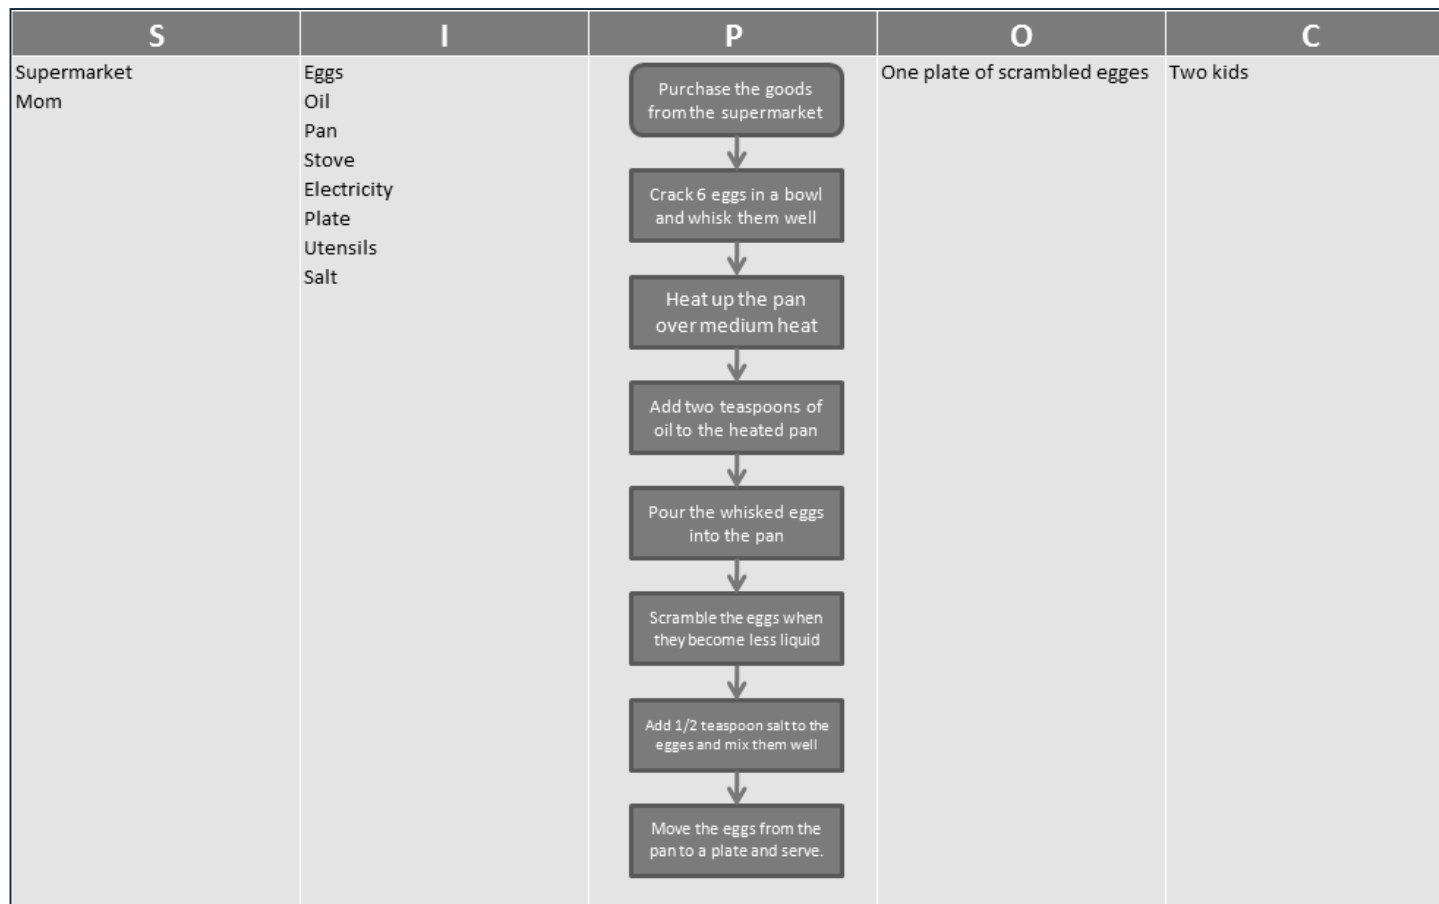 S
I
P
O
C
Supermarket
Mom
Eggs
Oil
Pan
Stove
Electricity
Plate
Utensils
Salt
Purchase the goods
from the supermarket
Crack 6 eggs in a bowl
and whisk them well
Heat up the pan
over medium heat
Add two teaspoons of
oil to the heated pan
Pour the whisked eggs
into the pan
Scramble the eggs when
they become less liquid
Add 1/2 teaspoon salt to the
egges and mix them well
Move the eggs from the
pan to a plate and serve.
One plate of scrambled egges
Two kids